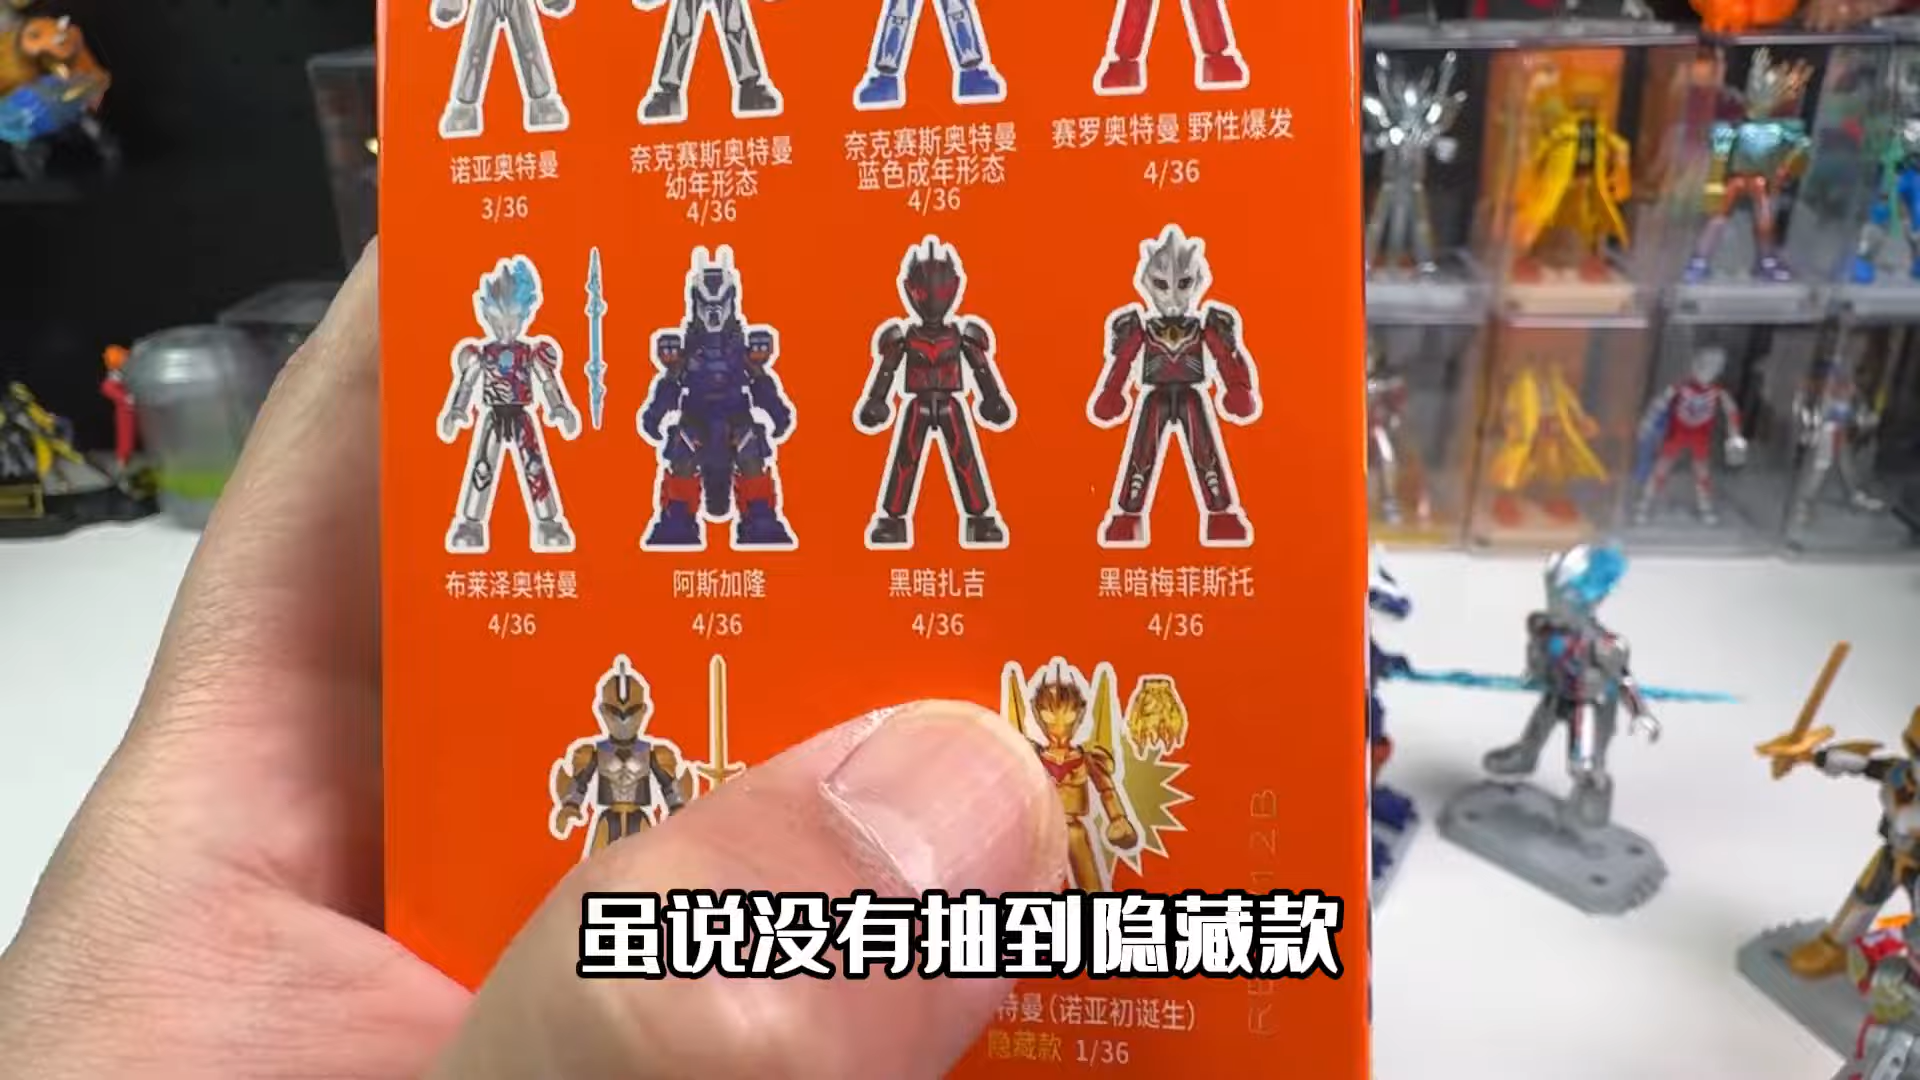 诺亚奥特曼
3/36
奈克赛斯奥特曼
幼年形态
4/36
奈克赛斯奥特曼
蓝色成年形态
4/36
赛罗奥特曼 野性爆发
4/36
布莱泽奥特曼
4/36
阿斯加隆
4/36
黑暗扎吉
4/36
黑暗梅菲斯托
4/36
虽说没有抽到隐藏款
特曼(诺亚初诞生)
隐藏款 1/36